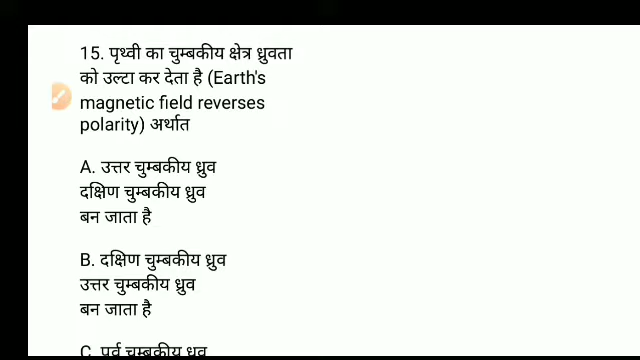 15. पृथ्वी का चुम्बकीय क्षेत्र ध्रुवता
को उल्टा कर देता है (Earth's
magnetic field reverses
polarity) अर्थात
A. उत्तर चुम्बकीय ध्रुव
दक्षिण चुम्बकीय ध्रुव
बन जाता है
B. दक्षिण चुम्बकीय ध्रुव
उत्तर चुम्बकीय ध्रुव
बन जाता है
C. पूर्व चुम्बकीय ध्रुव